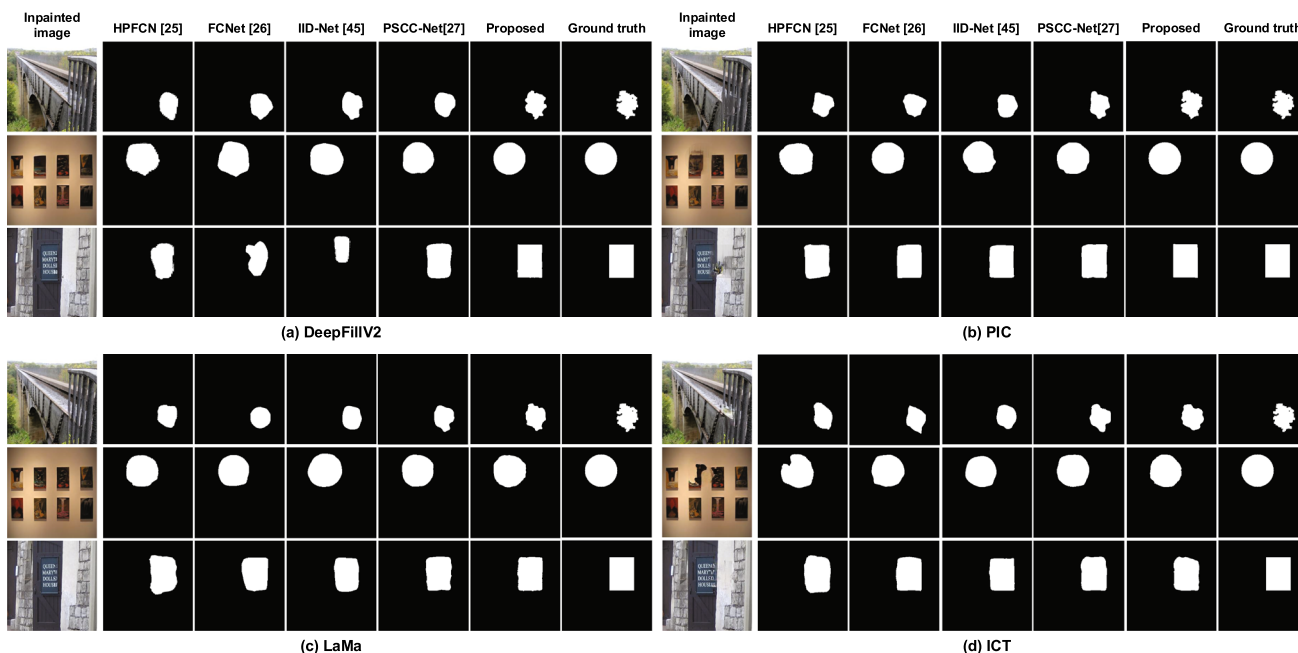 Inpainted
image
HPFCN [25]
FCNet [26]
IID-Net [45]
PSCC-Net[27]
Proposed
Ground truth
Inpainted
image
HPFCN [25]
FCNet [26]
IID-Net [45]
PSCC-Net[27]
Proposed
Ground truth
(a) DeepFillV2
(b) PIC
(c) LaMa
(d) ICT